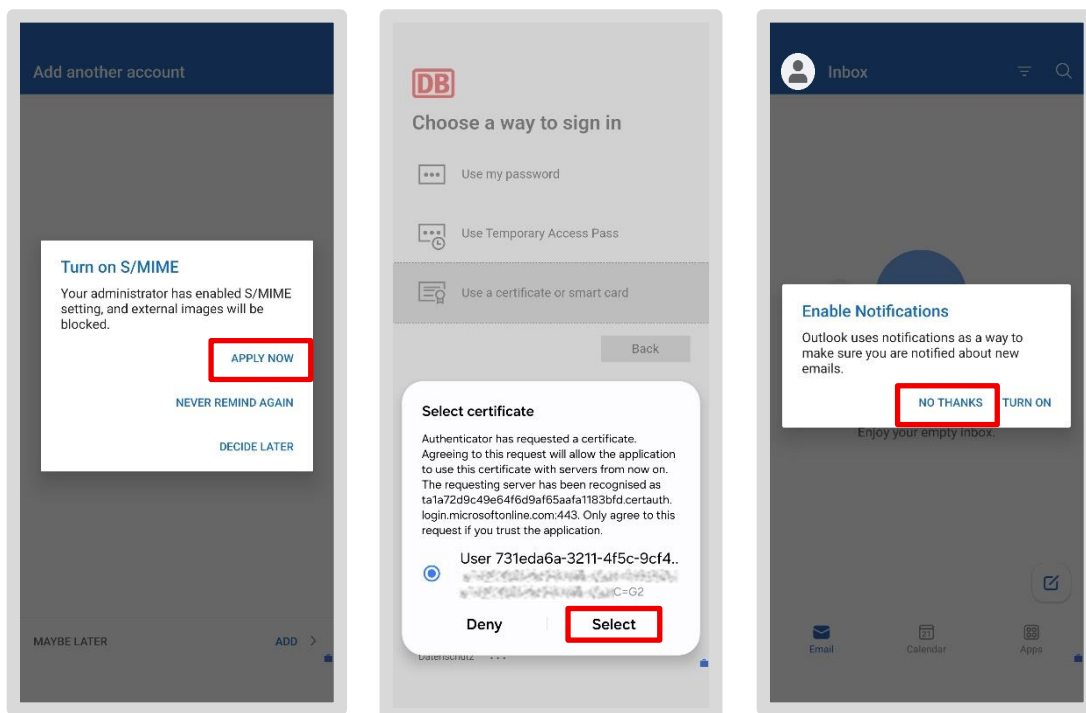 Add another account
Turn on S/MIME
Your administrator has enabled S/MIME
setting, and external images will be
blocked.
APPLY NOW
NEVER REMIND AGAIN
DECIDE LATER
MAYBE LATER
ADD
DB
Choose a way to sign in
Use my password
Use Temporary Access Pass
Use a certificate or smart card
Back
Select certificate
Authenticator has requested a certificate.
Agreeing to this request will allow the application
to use this certificate with servers from now on.
The requesting server has been recognised as
ta1a72d9c49e64f6d9af65aafa1183bfd.certauth.
login.microsoftonline.com:443. Only agree to this
request if you trust the application.
User 731eda6a-3211-4f5c-9cf4..
C=G2
Deny
Select
Datenschutz ...
Inbox
Enable Notifications
Outlook uses notifications as a way to
make sure you are notified about new
emails.
NO THANKS
TURN ON
Enjoy your empty inbox.
Email
21
Calendar
Apps